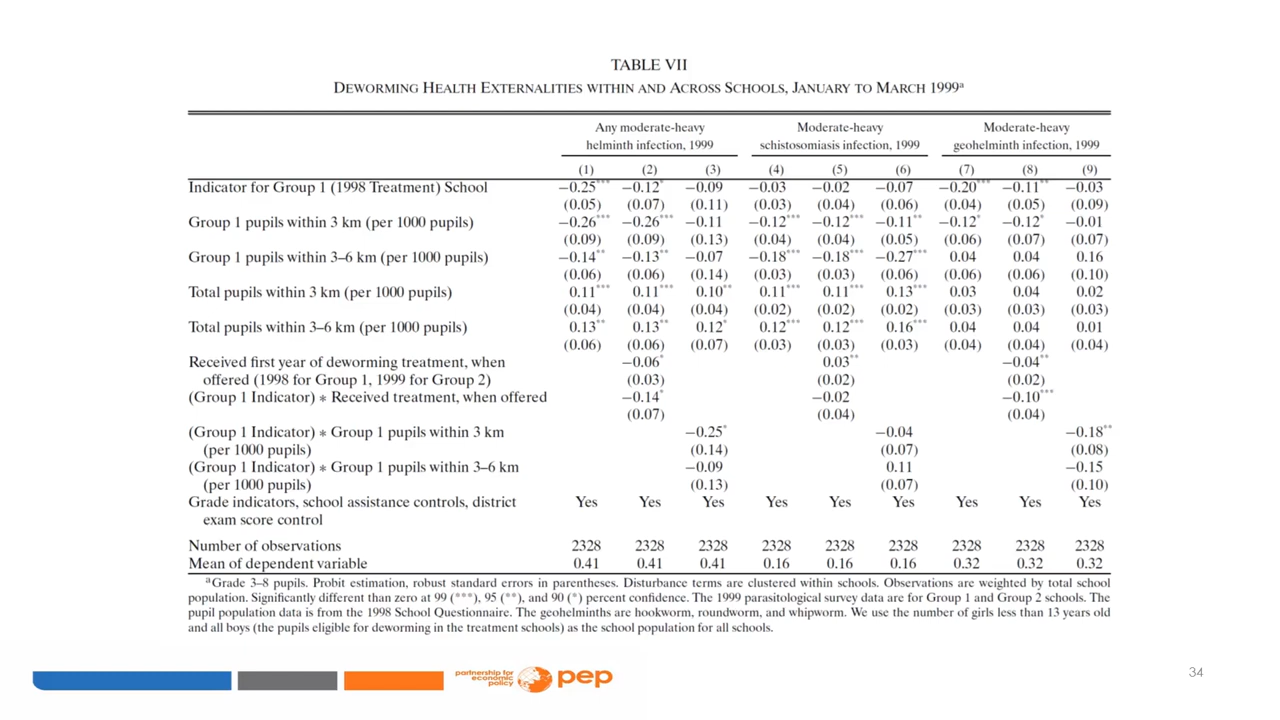 TABLE VII
DEWORMING HEALTH EXTERNALITIES WITHIN AND ACROSS SCHOOLS, JANUARY TO MARCH 1999ᵃ
Any moderate-heavy Moderate-heavy Moderate-heavy
helminth infection, 1999 schistosomiasis infection, 1999 geohelminth infection, 1999
(1) (2) (3) (4) (5) (6) (7) (8) (9)
Indicator for Group 1 (1998 Treatment) School −0.25*** −0.12* −0.09 −0.03 −0.02 −0.07 −0.20*** −0.11** −0.03
(0.05) (0.07) (0.11) (0.03) (0.04) (0.06) (0.04) (0.05) (0.09)
Group 1 pupils within 3 km (per 1000 pupils) −0.26*** −0.26*** −0.11 −0.12*** −0.12*** −0.11** −0.12* −0.12* −0.01
(0.09) (0.09) (0.13) (0.04) (0.04) (0.05) (0.06) (0.07) (0.07)
Group 1 pupils within 3–6 km (per 1000 pupils) −0.14** −0.13** −0.07 −0.18*** −0.18*** −0.27*** 0.04 0.04 0.16
(0.06) (0.06) (0.14) (0.03) (0.03) (0.06) (0.06) (0.06) (0.10)
Total pupils within 3 km (per 1000 pupils) 0.11*** 0.11*** 0.10** 0.11*** 0.11*** 0.13*** 0.03 0.04 0.02
(0.04) (0.04) (0.04) (0.02) (0.02) (0.02) (0.03) (0.03) (0.03)
Total pupils within 3–6 km (per 1000 pupils) 0.13** 0.13** 0.12* 0.12*** 0.12*** 0.16*** 0.04 0.04 0.01
(0.06) (0.06) (0.07) (0.03) (0.03) (0.03) (0.04) (0.04) (0.04)
Received first year of deworming treatment, when −0.06* 0.03** −0.04**
offered (1998 for Group 1, 1999 for Group 2) (0.03) (0.02) (0.02)
(Group 1 Indicator) ∗ Received treatment, when offered −0.14* −0.02 −0.10***
(0.07) (0.04) (0.04)
(Group 1 Indicator) ∗ Group 1 pupils within 3 km −0.25* −0.04 −0.18**
(per 1000 pupils) (0.14) (0.07) (0.08)
(Group 1 Indicator) ∗ Group 1 pupils within 3–6 km −0.09 0.11 −0.15
(per 1000 pupils) (0.13) (0.07) (0.10)
Grade indicators, school assistance controls, district Yes Yes Yes Yes Yes Yes Yes Yes Yes
exam score control
Number of observations 2328 2328 2328 2328 2328 2328 2328 2328 2328
Mean of dependent variable 0.41 0.41 0.41 0.16 0.16 0.16 0.32 0.32 0.32
ᵃGrade 3–8 pupils. Probit estimation, robust standard errors in parentheses. Disturbance terms are clustered within schools. Observations are weighted by total school
population. Significantly different than zero at 99 (***), 95 (**), and 90 (*) percent confidence. The 1999 parasitological survey data are for Group 1 and Group 2 schools. The
pupil population data is from the 1998 School Questionnaire. The geohelminths are hookworm, roundworm, and whipworm. We use the number of girls less than 13 years old
and all boys (the pupils eligible for deworming in the treatment schools) as the school population for all schools.
partnership for
economic
policy
pep
34